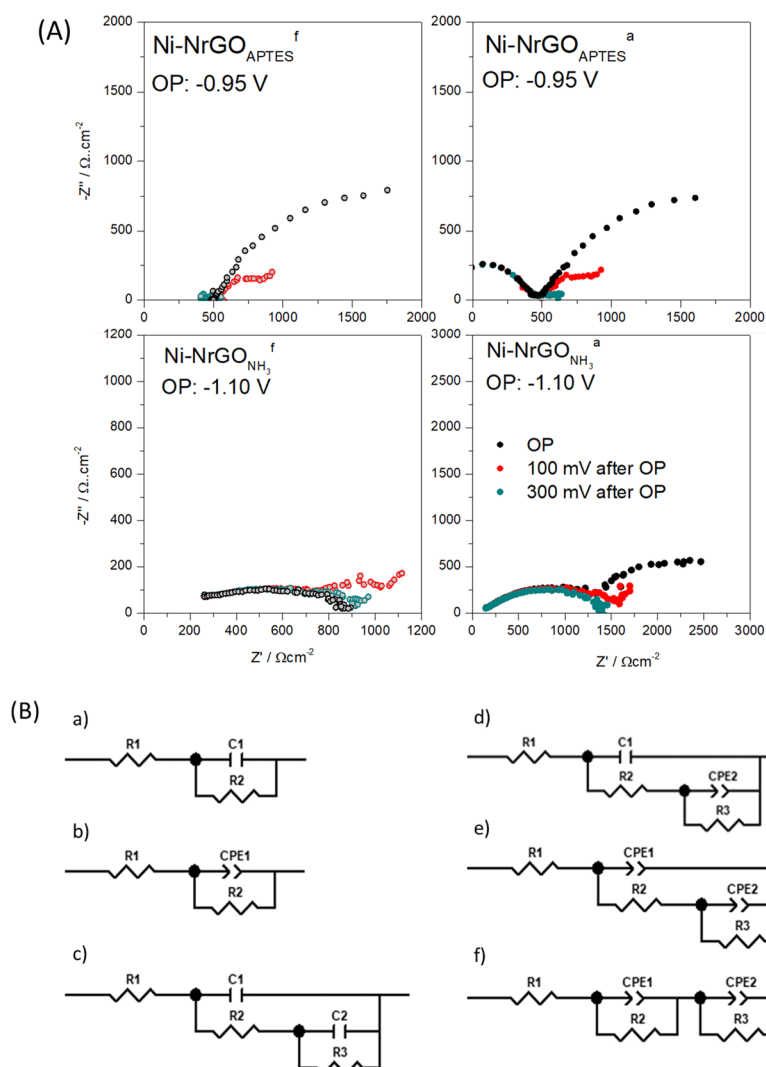 (A)
Ni-NrGO APTES f
OP: -0.95 V
Ni-NrGO APTES a
OP: -0.95 V
-Z'' / Ω..cm-2
2000
1500
1000
500
0
0 500 1000 1500 2000
2000
1500
1000
500
0
0 500 1000 1500 2000
Ni-NrGO NH3 f
OP: -1.10 V
Ni-NrGO NH3 a
OP: -1.10 V
OP
100 mV after OP
300 mV after OP
-Z'' / Ωcm-2
1200
1000
800
600
400
200
0
0 200 400 600 800 1000 1200
Z' / Ωcm-2
3000
2500
2000
1500
1000
500
0
0 500 1000 1500 2000 2500 3000
Z' / Ωcm-2
(B)
a)
R1 C1
R2
b)
R1 CPE1
R2
c)
R1 C1
R2 C2
R3
d)
R1 C1
R2 CPE2
R3
e)
R1 CPE1
R2 CPE2
R3
f)
R1 CPE1 CPE2
R2 R3